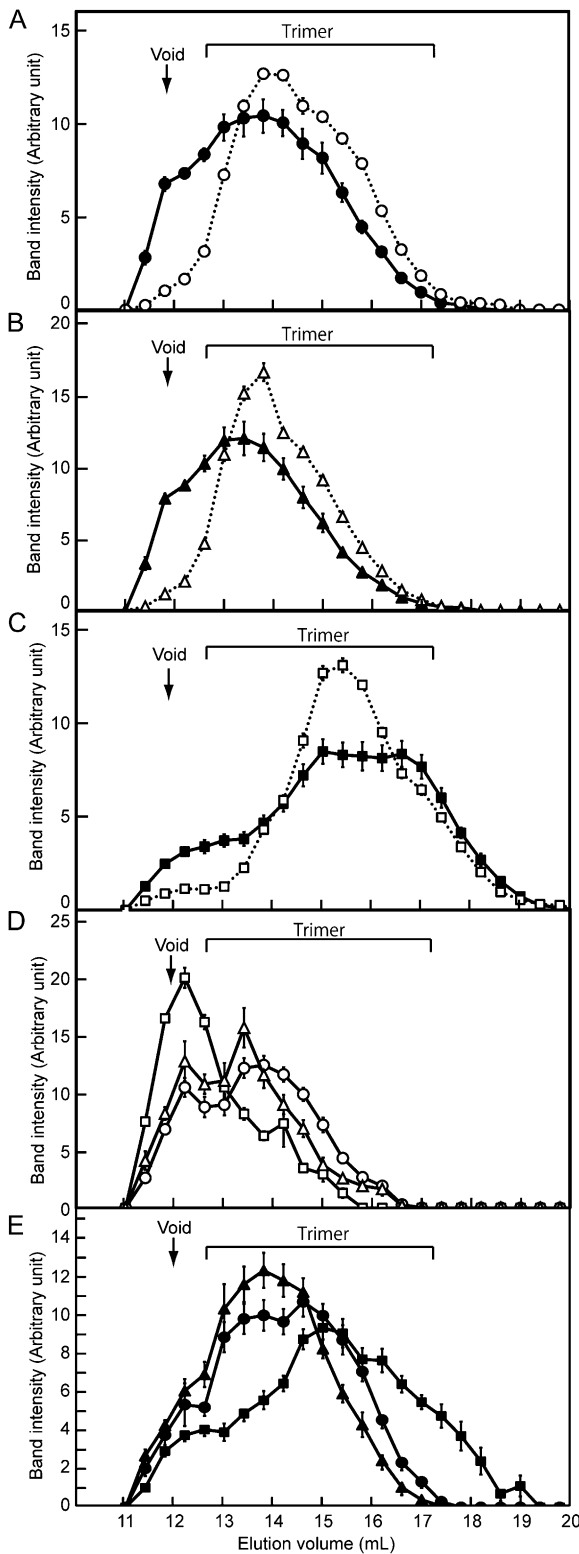 A
Band intensity (Arbitrary unit)
15
10
5
0
Void
Trimer
B
Band intensity (Arbitrary unit)
20
15
10
5
0
Void
Trimer
C
Band intensity (Arbitrary unit)
15
10
5
0
Void
Trimer
D
Band intensity (Arbitrary unit)
25
20
15
10
5
0
Void
Trimer
E
Band intensity (Arbitrary unit)
14
12
10
8
6
4
2
0
Void
Trimer
11 12 13 14 15 16 17 18 19 20
Elution volume (mL)